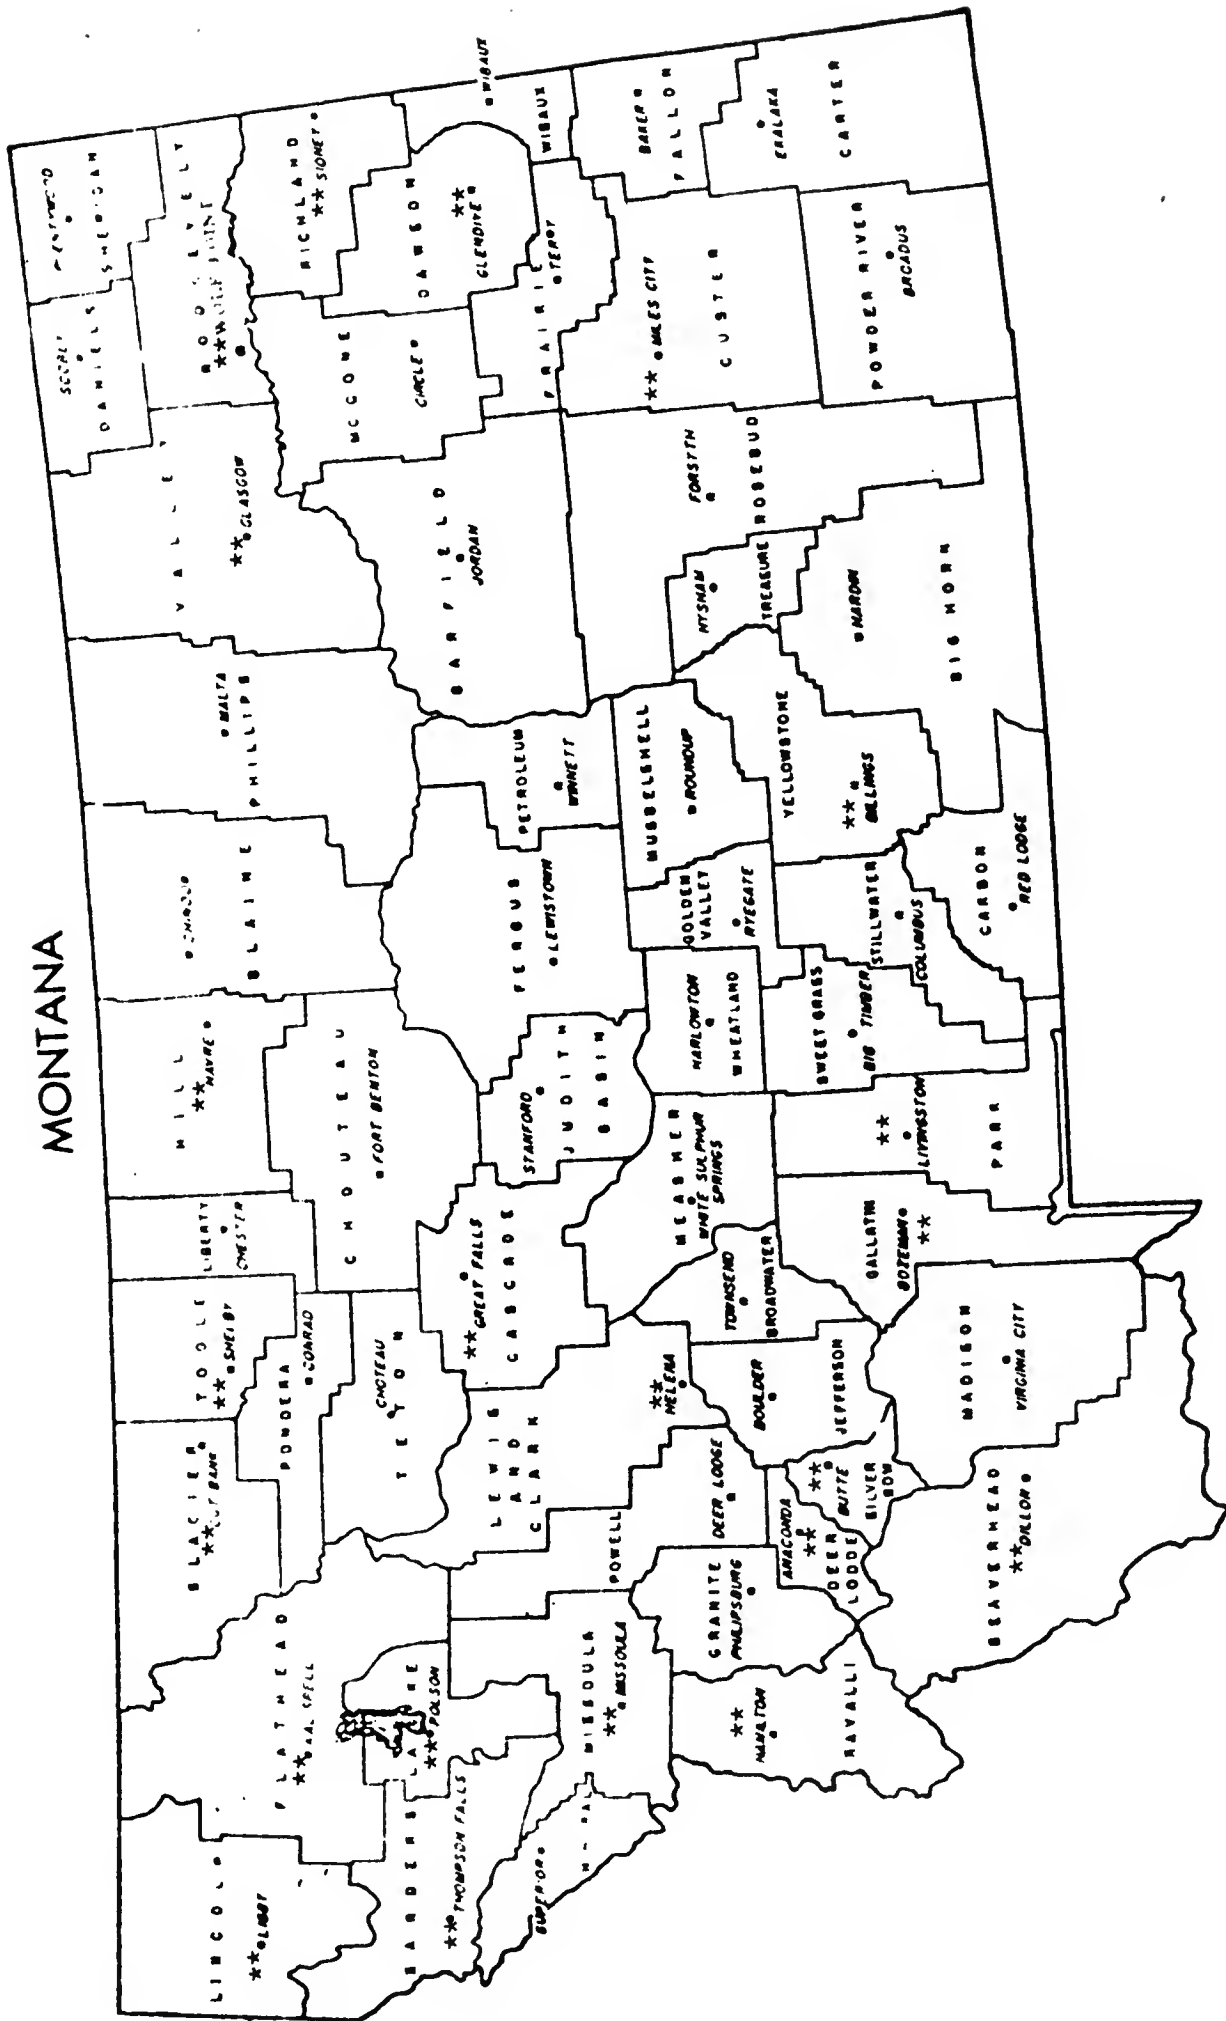 MONTANA
LINCOLN
** LIBBY
FLATHEAD
**
GLACIER
** CUT BANK
TOOLE
** SHELBY
LIBERTY
CHESTER
HILL
** HAVRE
BLAINE
PHILLIPS
MALTA
VALLEY
** GLASGOW
DANIELS
SHERIDAN
ROOSEVELT
**
RICHLAND
** SIDNEY
PONDERA
CONRAD
CHOUTEAU
FORT BENTON
TETON
CHOTEAU
SANDERS
** THOMPSON FALLS
LAKE
** POLSON
SUPERIOR
MISSOULA
** MISSOULA
POWELL
DEER LODGE
LEWIS
AND
CLARK
** HELENA
CASCADE
** GREAT FALLS
JUDITH
BASIN
STANFORD
FERGUS
LEWISTOWN
PETROLEUM
WINNETT
GARFIELD
JORDAN
MCCONE
CIRCLE
DAWSON
** GLENDIVE
WIBAUX
WIBAUX
PRAIRIE
TERRY
RAVALLI
** HAMILTON
GRANITE
PHILIPSBURG
DEER
LODGE
ANACONDA
**
SILVER
BOW
** BUTTE
JEFFERSON
BOULDER
BROADWATER
TOWNSEND
MEAGHER
WHITE SULPHUR
SPRINGS
WHEATLAND
HARLOWTON
GOLDEN
VALLEY
RYEGATE
MUSSELSHELL
ROUNDUP
TREASURE
HYSHAM
ROSEBUD
FORSYTH
CUSTER
** MILES CITY
FALLON
BAKER
BEAVERHEAD
** DILLON
MADISON
VIRGINIA CITY
GALLATIN
BOZEMAN
**
PARK
** LIVINGSTON
SWEET GRASS
BIG TIMBER
STILLWATER
COLUMBUS
YELLOWSTONE
** BILLINGS
CARBON
RED LODGE
BIG HORN
HARDIN
POWDER RIVER
BROADUS
CARTER
EKALAKA